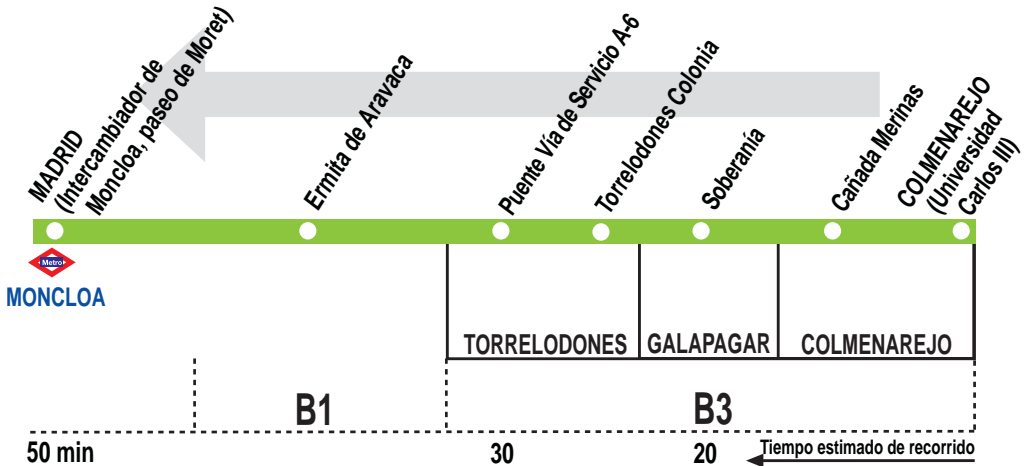 MADRID
(Intercambiador de
Moncloa, paseo de Moret)
Ermita de Aravaca
Puente Vía de Servicio A-6
Torrelodones Colonia
Soberanía
Cañada Merinas
COLMENAREJO
(Universidad
Carlos III)
Metro
MONCLOA
TORRELODONES
GALAPAGAR
COLMENAREJO
B1
B3
50 min
30
20
Tiempo estimado de recorrido